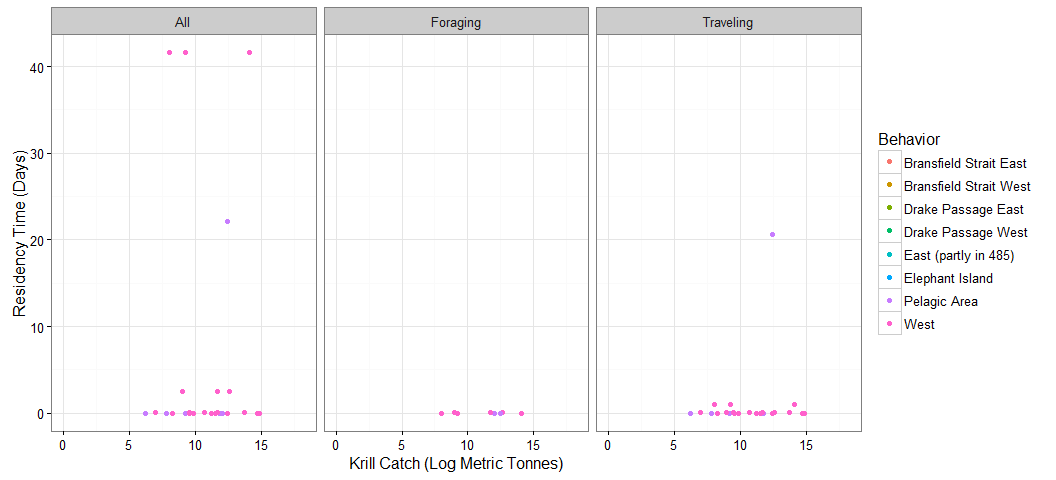 All Foraging Traveling
Residency Time (Days)
40
30
20
10
0
0 5 10 15 0 5 10 15 0 5 10 15
Krill Catch (Log Metric Tonnes)
Behavior
Bransfield Strait East
Bransfield Strait West
Drake Passage East
Drake Passage West
East (partly in 485)
Elephant Island
Pelagic Area
West